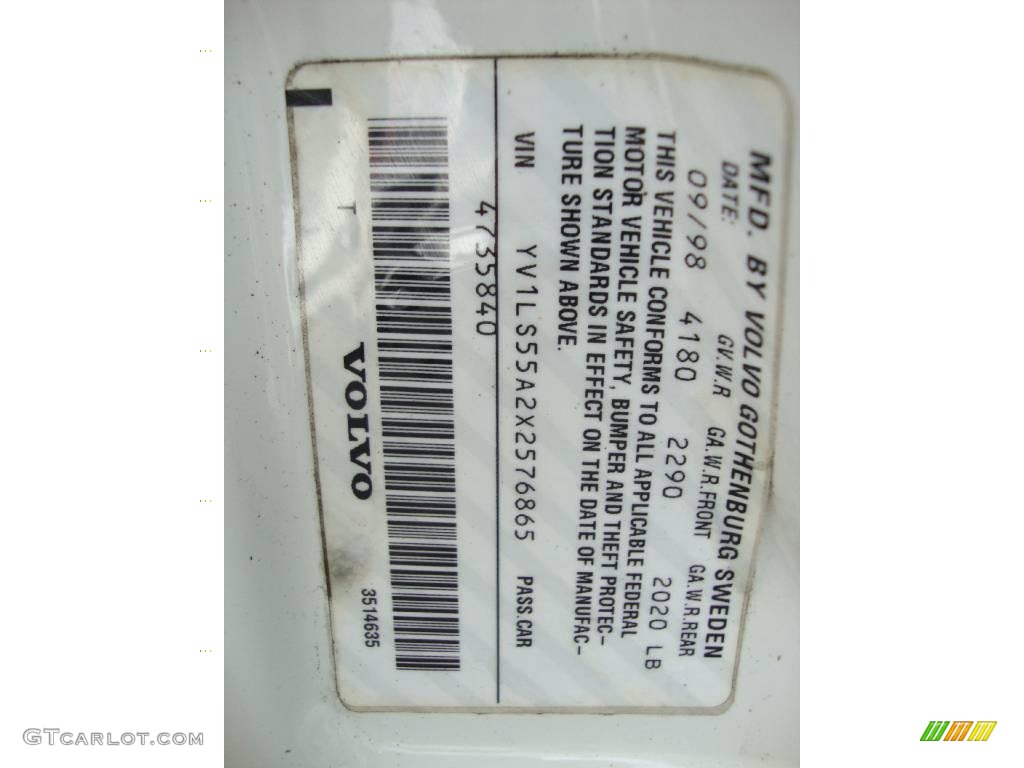 MFD. BY VOLVO GOTHENBURG SWEDEN
DATE: GV.W.R GA.W.R.FRONT GA.W.R.REAR
09/98 4180 2290 2020 LB
THIS VEHICLE CONFORMS TO ALL APPLICABLE FEDERAL
MOTOR VEHICLE SAFETY, BUMPER AND THEFT PROTEC–
TION STANDARDS IN EFFECT ON THE DATE OF MANUFAC–
TURE SHOWN ABOVE.
VIN YV1LS55A2X2576865 PASS.CAR
4735840
T VOLVO 3514635
GTCARLOT.COM